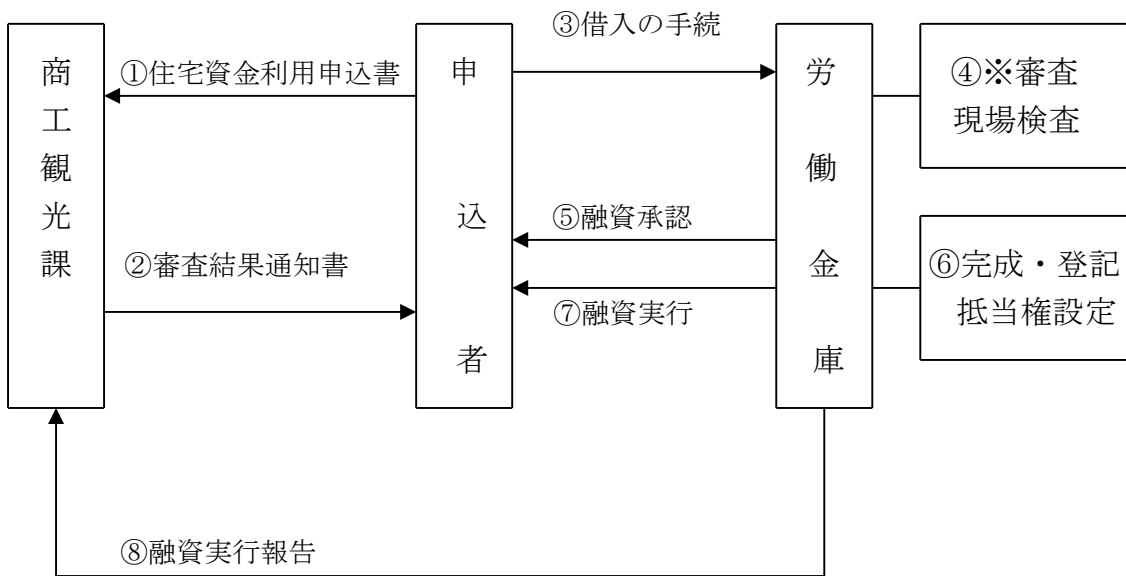 商工観光課
①住宅資金利用申込書
②審査結果通知書
申込者
③借入の手続
⑤融資承認
⑦融資実行
労働金庫
④※審査
現場検査
⑥完成・登記
抵当権設定
⑧融資実行報告